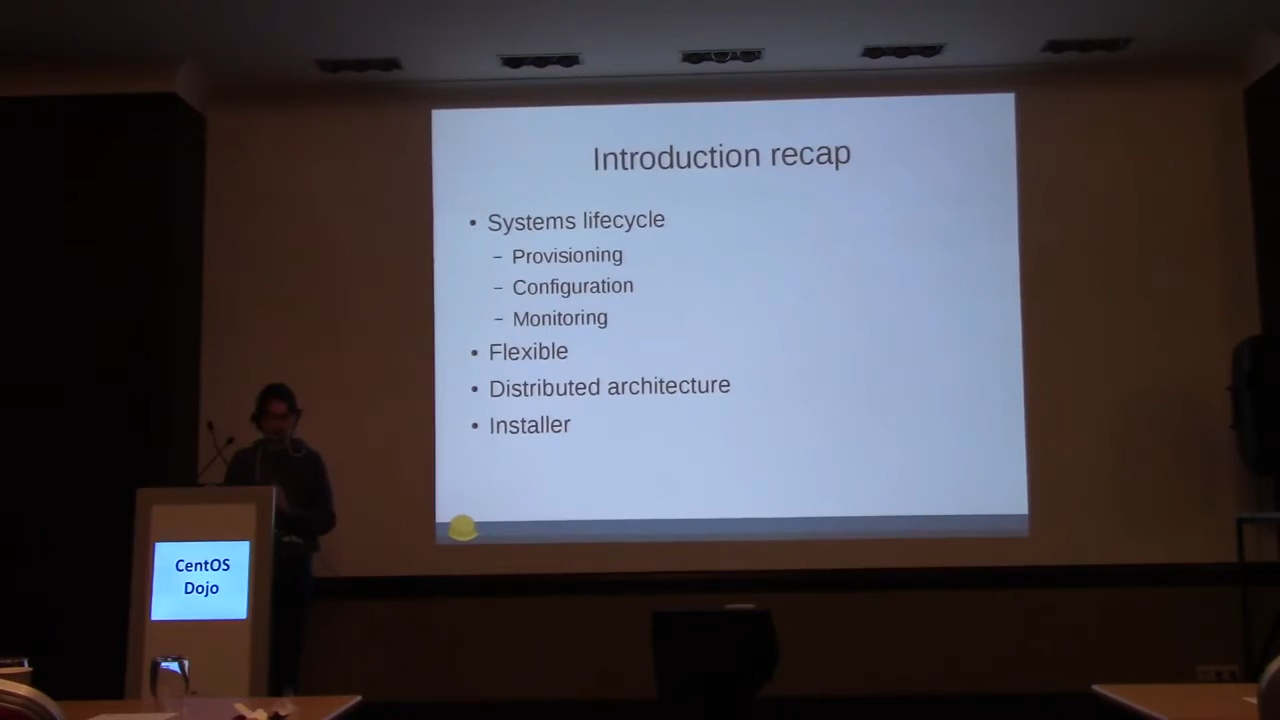 Introduction recap
• Systems lifecycle
– Provisioning
– Configuration
– Monitoring
• Flexible
• Distributed architecture
• Installer
CentOS
Dojo